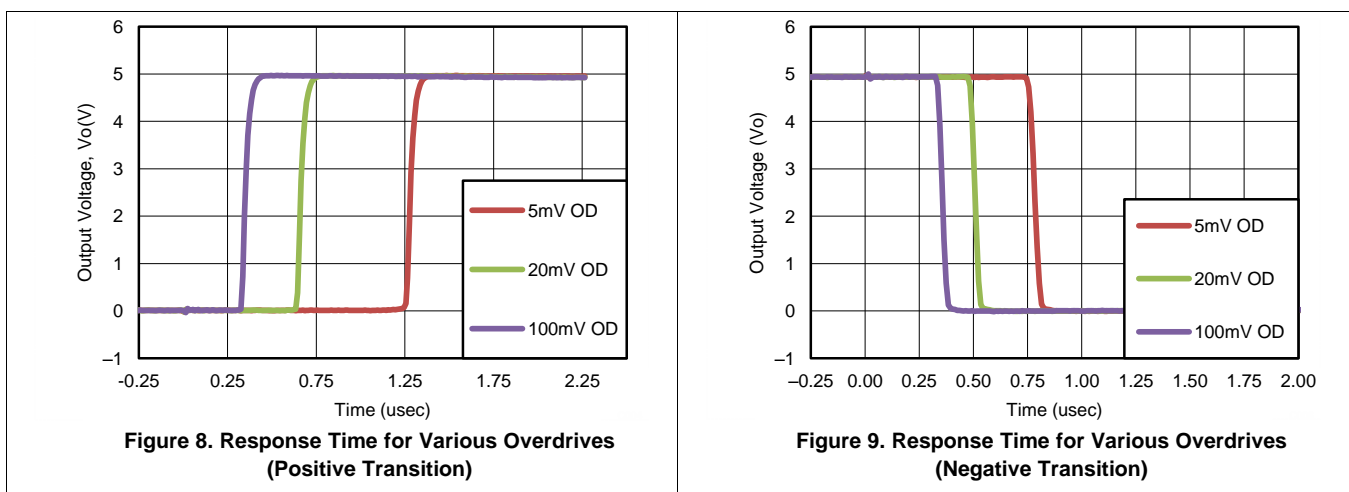 6
5
4
3
2
1
0
–1
Output Voltage, Vo(V)
5mV OD
20mV OD
100mV OD
-0.25 0.25 0.75 1.25 1.75 2.25
Time (usec)
Figure 8. Response Time for Various Overdrives
(Positive Transition)
6
5
4
3
2
1
0
–1
Output Voltage (Vo)
5mV OD
20mV OD
100mV OD
–0.25 0.00 0.25 0.50 0.75 1.00 1.25 1.50 1.75 2.00
Time (usec)
Figure 9. Response Time for Various Overdrives
(Negative Transition)